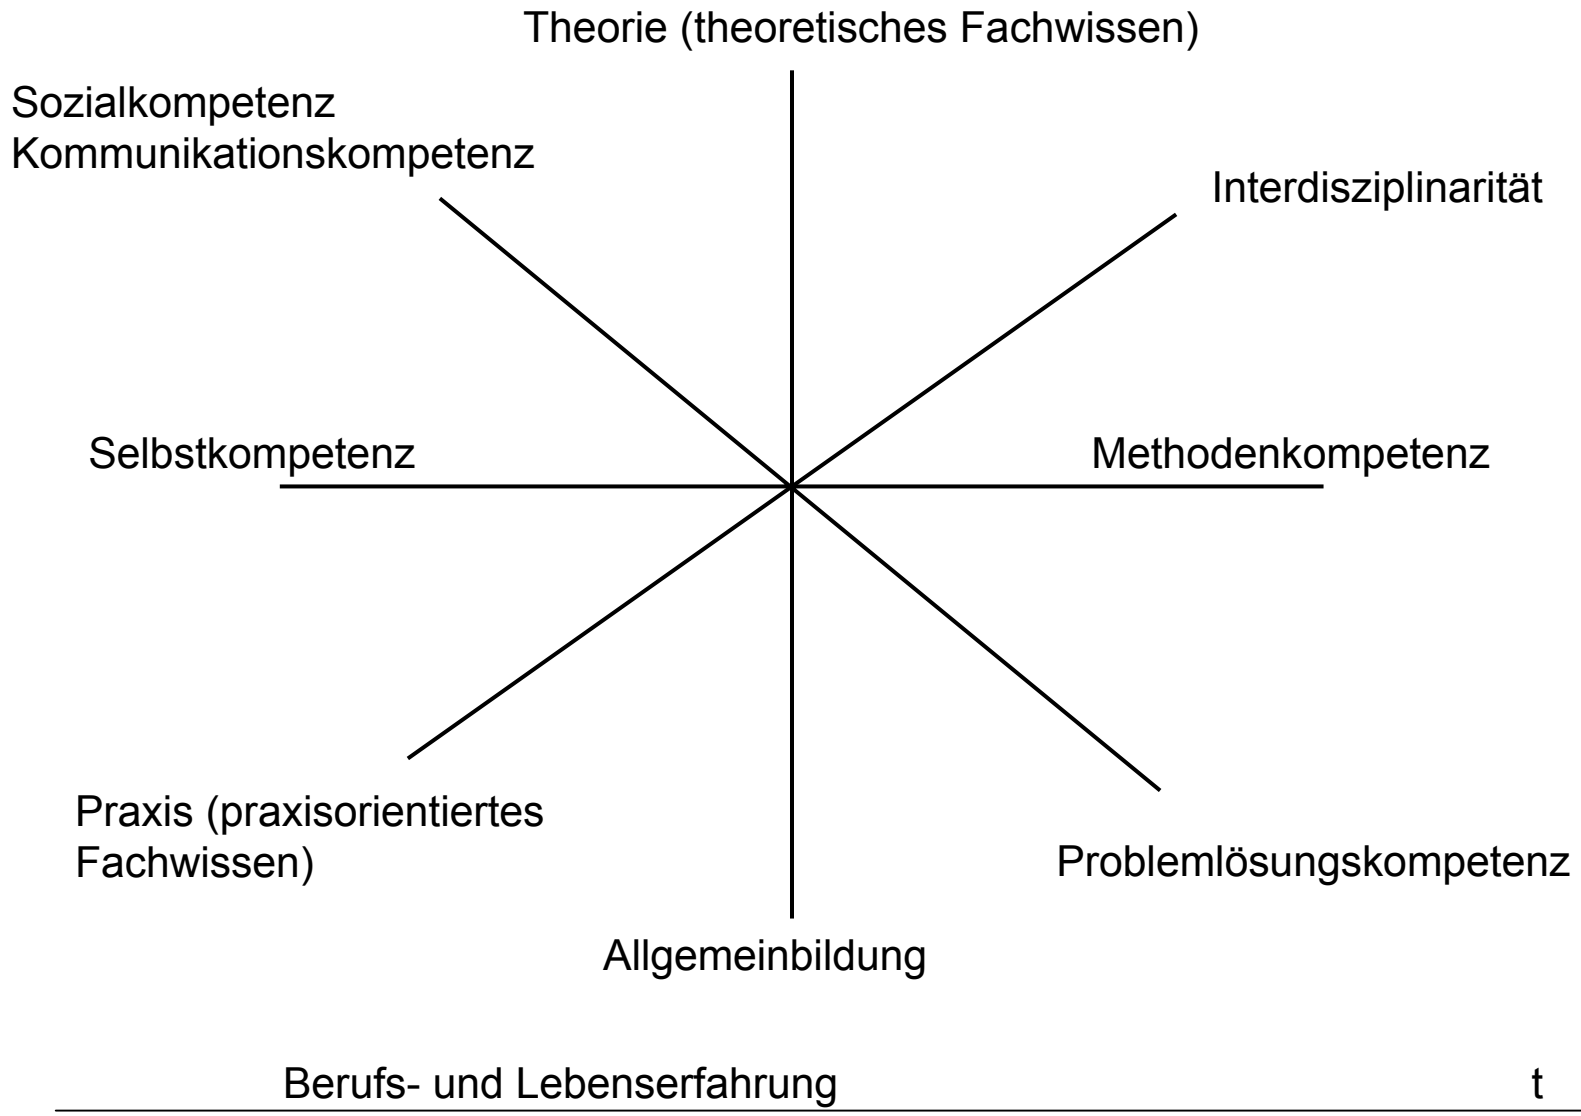 Theorie (theoretisches Fachwissen)
Sozialkompetenz
Kommunikationskompetenz
Interdisziplinarität
Selbstkompetenz
Methodenkompetenz
Praxis (praxisorientiertes
Fachwissen)
Problemlösungskompetenz
Allgemeinbildung
Berufs- und Lebenserfahrung
t